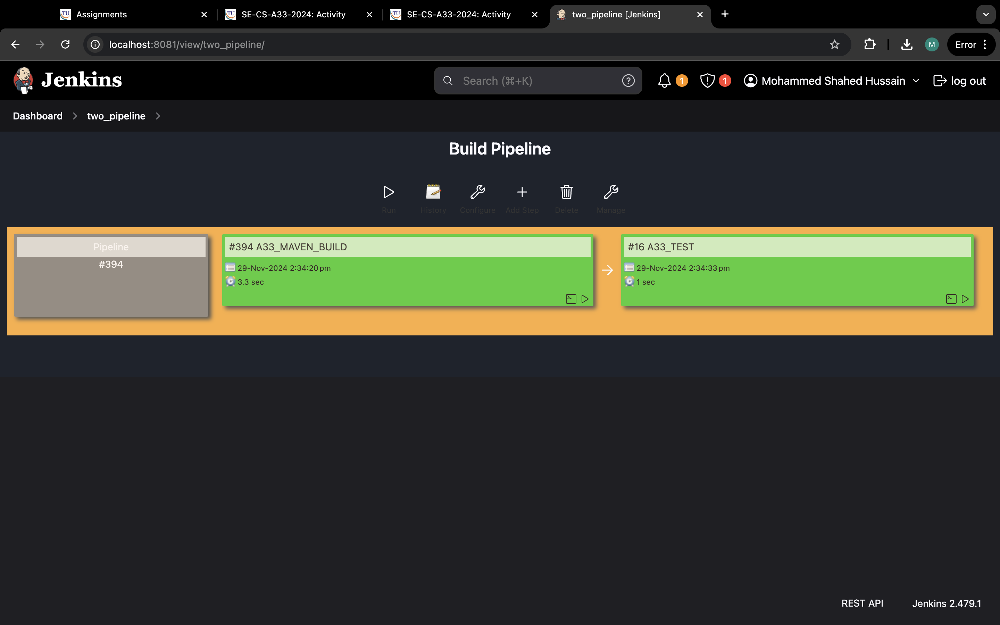 Assignments
SE-CS-A33-2024: Activity
SE-CS-A33-2024: Activity
two_pipeline [Jenkins]
localhost:8081/view/two_pipeline/
M
Error
Jenkins
Search (⌘+K)
1
1
Mohammed Shahed Hussain
log out
Dashboard
two_pipeline
Build Pipeline
Run
History
Configure
Add Step
Delete
Manage
Pipeline
#394
#394 A33_MAVEN_BUILD
29-Nov-2024 2:34:20 pm
3.3 sec
#16 A33_TEST
29-Nov-2024 2:34:33 pm
1 sec
REST API
Jenkins 2.479.1